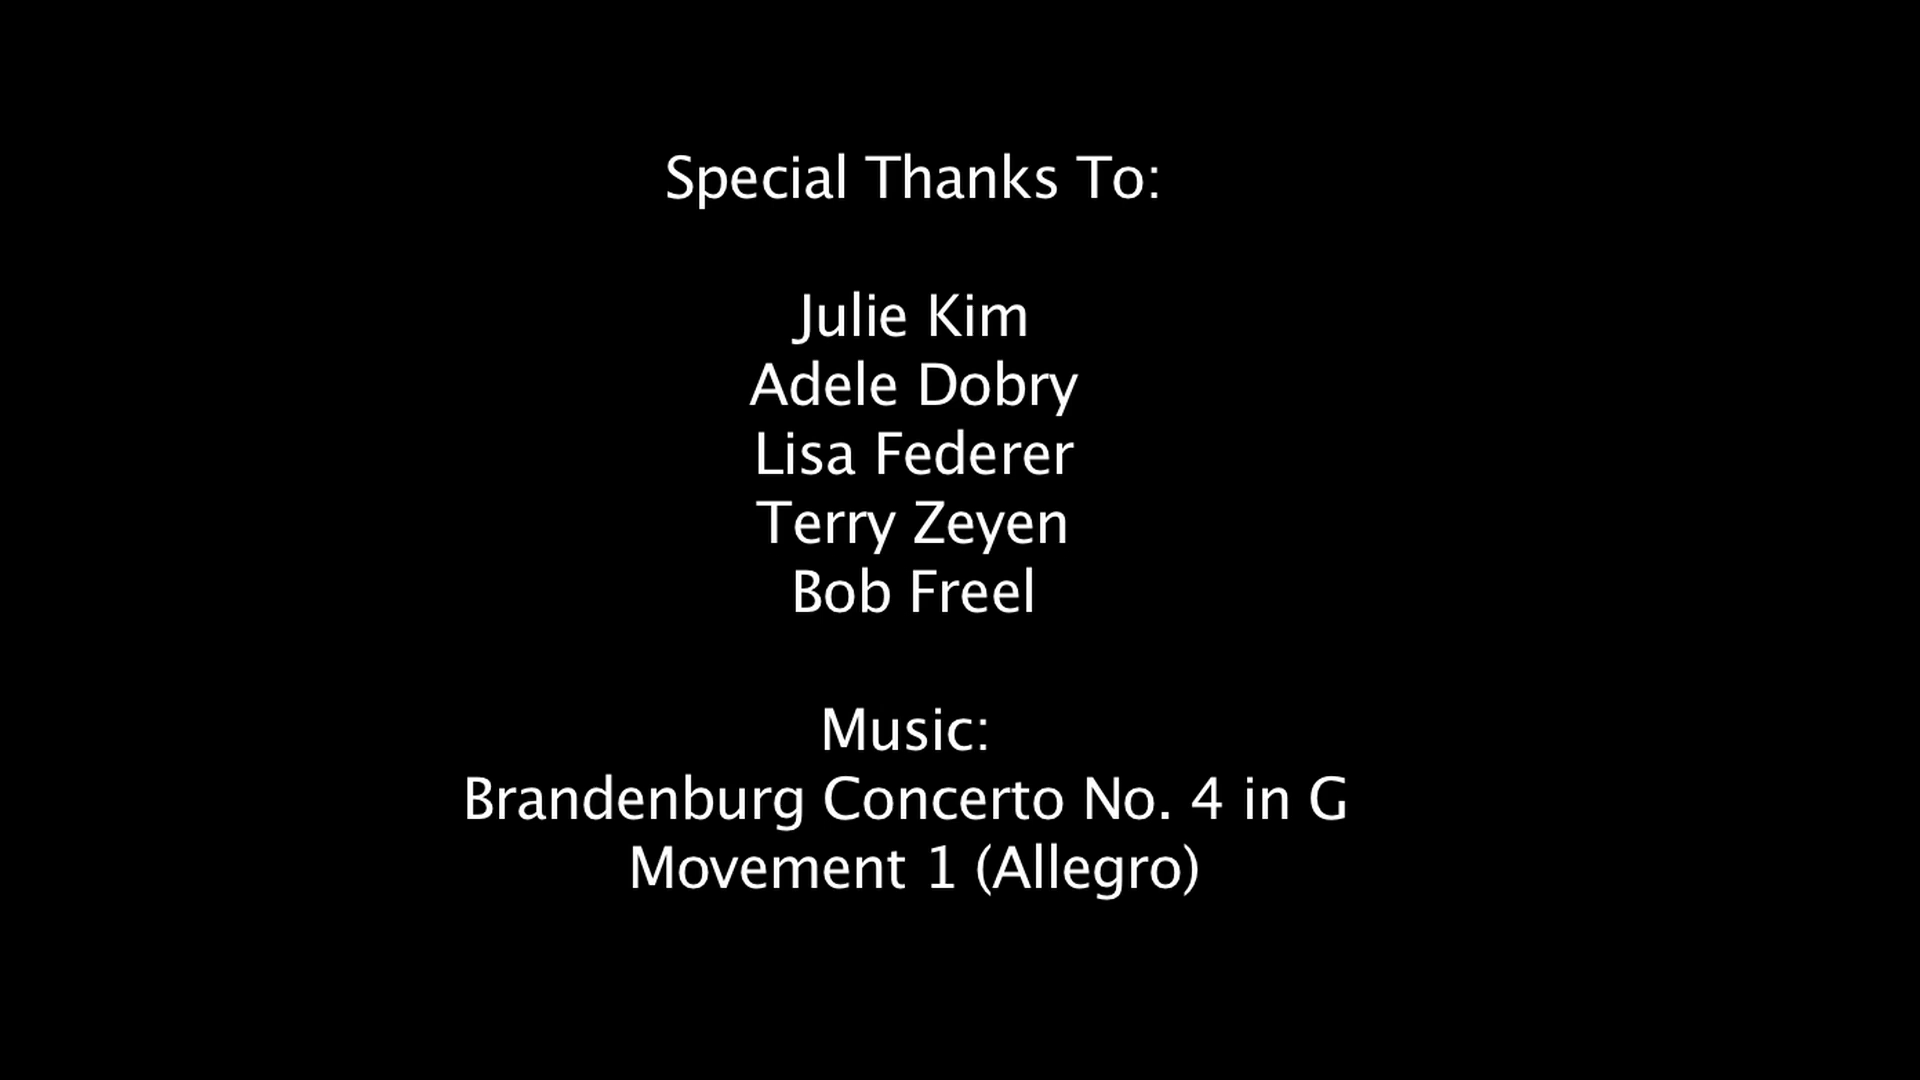 Special Thanks To:
Julie Kim
Adele Dobry
Lisa Federer
Terry Zeyen
Bob Freel
Music:
Brandenburg Concerto No. 4 in G
Movement 1 (Allegro)